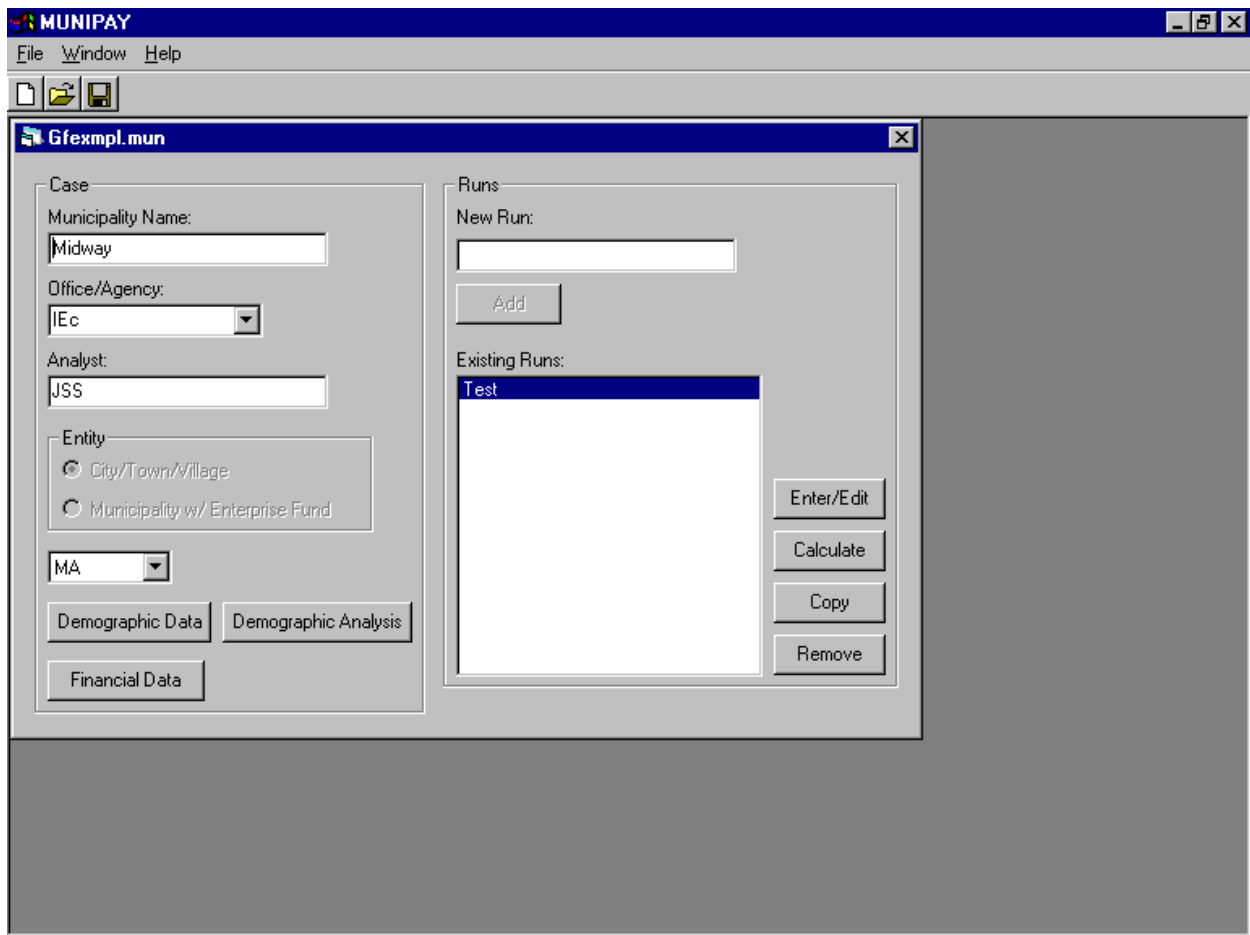 MUNIPAY
File Window Help
Gfexmpl.mun
Case
Municipality Name:
Midway
Office/Agency:
IEc
Analyst:
JSS
Entity
City/Town/Village
Municipality w/ Enterprise Fund
MA
Demographic Data Demographic Analysis
Financial Data
Runs
New Run:
Add
Existing Runs:
Test
Enter/Edit
Calculate
Copy
Remove